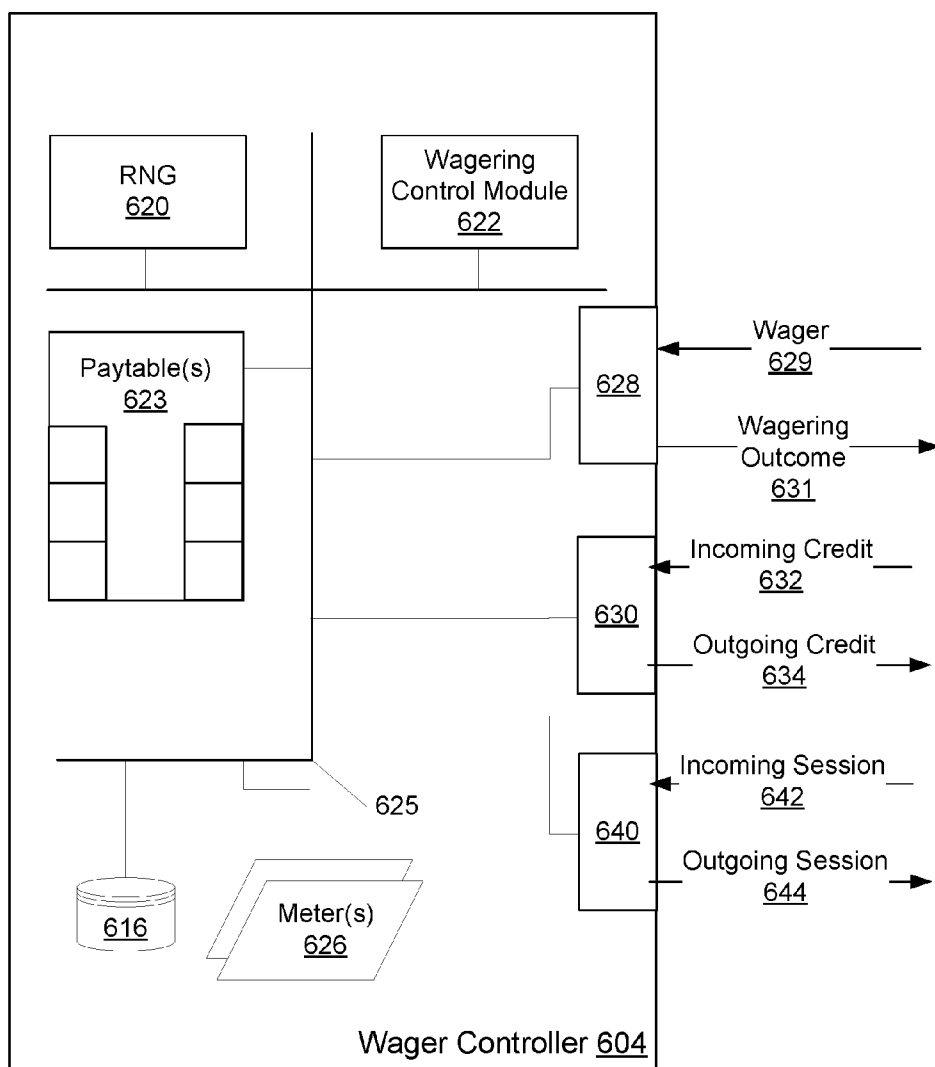 RNG
620
Wagering
Control Module
622
Paytable(s)
623
628
Wager
629
Wagering
Outcome
631
630
Incoming Credit
632
Outgoing Credit
634
625
640
Incoming Session
642
Outgoing Session
644
616
Meter(s)
626
Wager Controller 604